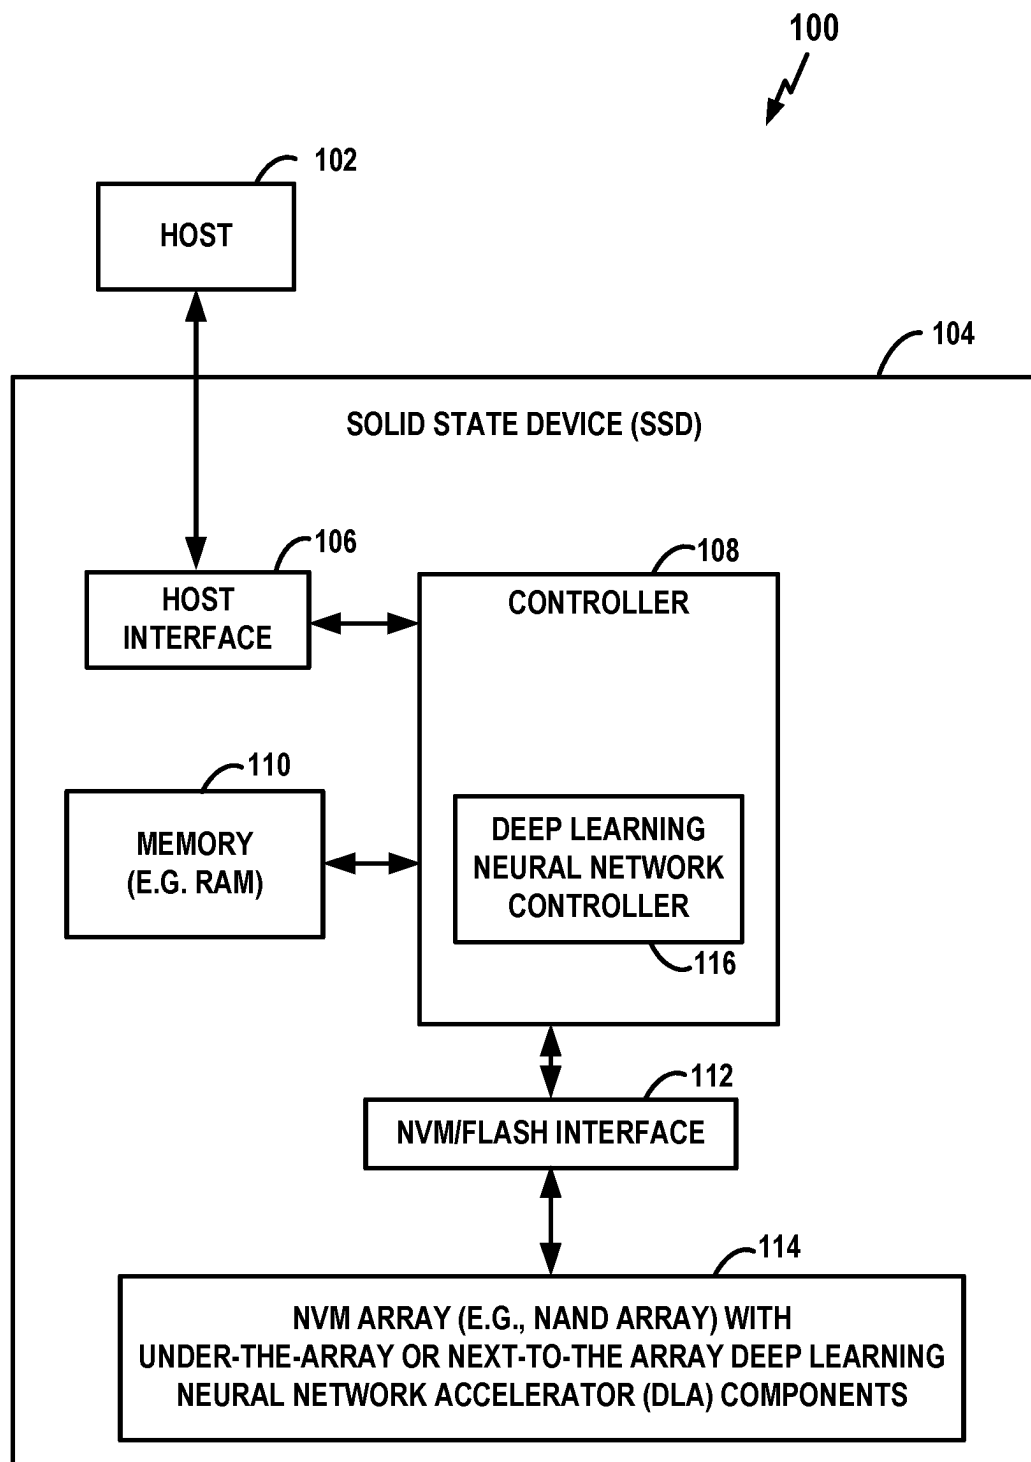 100
102
HOST
104
SOLID STATE DEVICE (SSD)
106
HOST
INTERFACE
108
CONTROLLER
110
MEMORY
(E.G. RAM)
DEEP LEARNING
NEURAL NETWORK
CONTROLLER
116
112
NVM/FLASH INTERFACE
114
NVM ARRAY (E.G., NAND ARRAY) WITH
UNDER-THE-ARRAY OR NEXT-TO-THE ARRAY DEEP LEARNING
NEURAL NETWORK ACCELERATOR (DLA) COMPONENTS